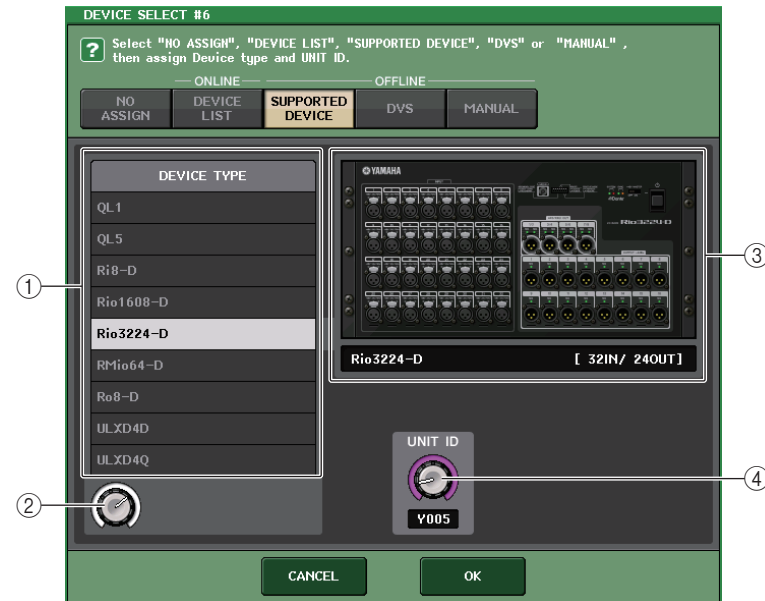 DEVICE SELECT #6
? Select "NO ASSIGN", "DEVICE LIST", "SUPPORTED DEVICE", "DVS" or "MANUAL" ,
then assign Device type and UNIT ID.
ONLINE
OFFLINE
NO ASSIGN
DEVICE LIST
SUPPORTED DEVICE
DVS
MANUAL
DEVICE TYPE
QL1
QL5
Ri8-D
Rio1608-D
Rio3224-D
RMio64-D
Ro8-D
ULXD4D
ULXD4Q
1
2
YAMAHA
Rio3224-D
3
Rio3224-D [ 32IN/ 24OUT]
UNIT ID
Y005
4
CANCEL
OK